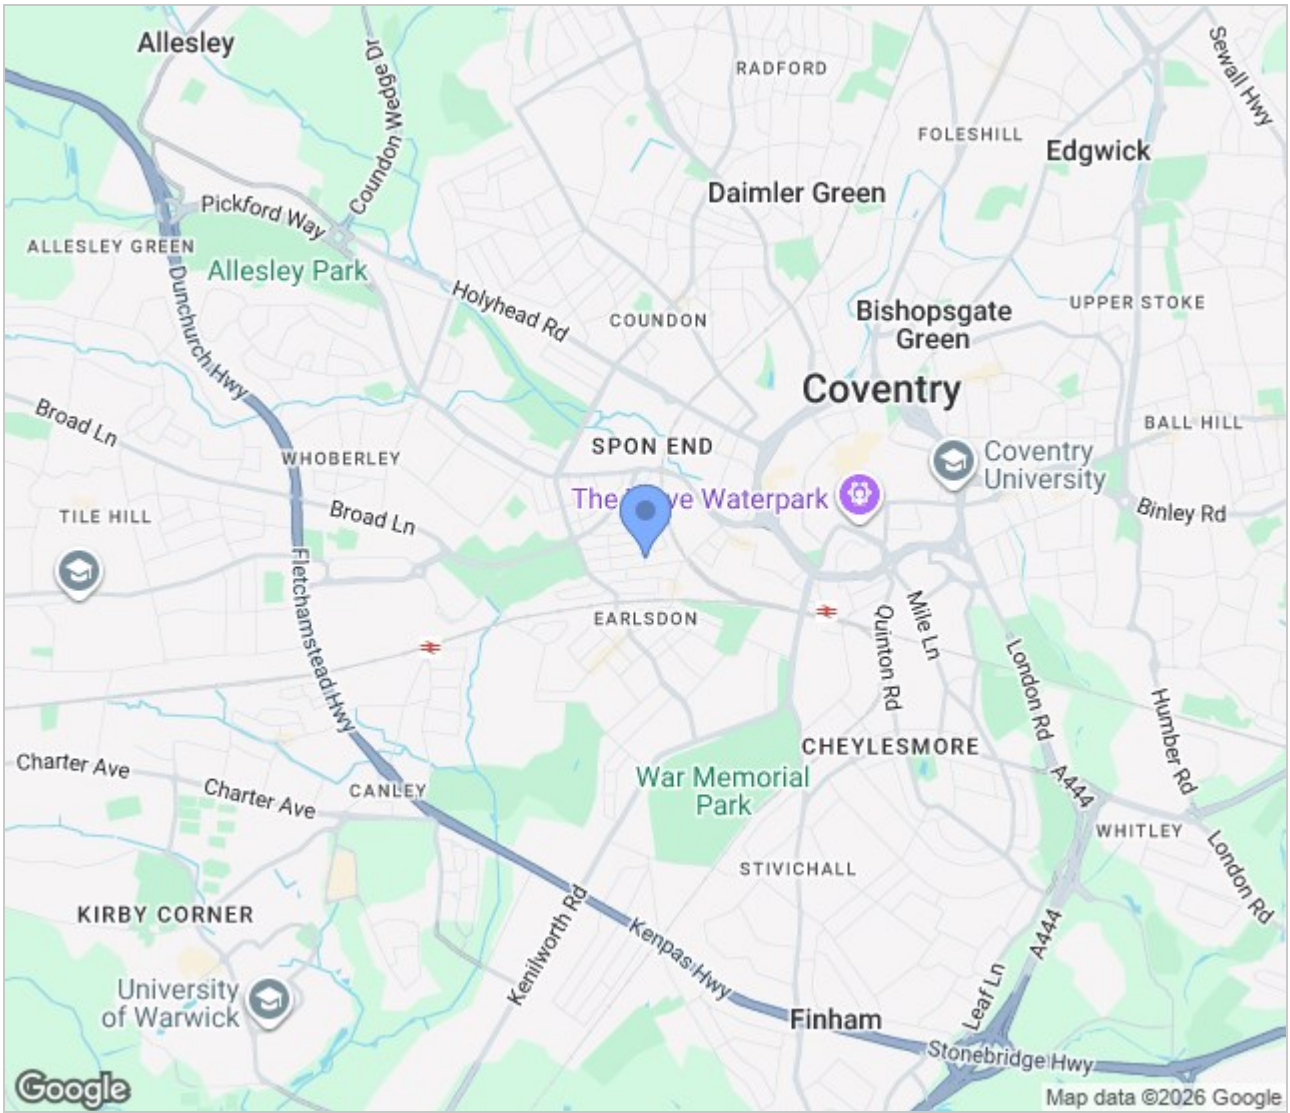 Allesley
Coundon Wedge Dr
RADFORD
Sewall Hwy
FOLESHILL
Edgwick
Daimler Green
Pickford Way
ALLESLEY GREEN
Allesley Park
Dunchurch Hwy
Holyhead Rd
COUNDON
UPPER STOKE
Bishopsgate
Green
Coventry
Broad Ln
BALL HILL
SPON END
WHOBERLEY
Coventry
University
The
ve Waterpark
Broad Ln
TILE HILL
Binley Rd
Fletchamstead Hwy
EARLSDON
Mile Ln
Quinton Rd
London Rd
Humber Rd
CHEYLESMORE
Charter Ave
War Memorial
Park
A444
Charter Ave
CANLEY
WHITLEY
London Rd
STIVICHALL
KIRBY CORNER
Kenilworth Rd
Kenpas Hwy
A444
University
of Warwick
Leaf Ln
Finham
Stonebridge Hwy
Google
Map data ©2026 Google